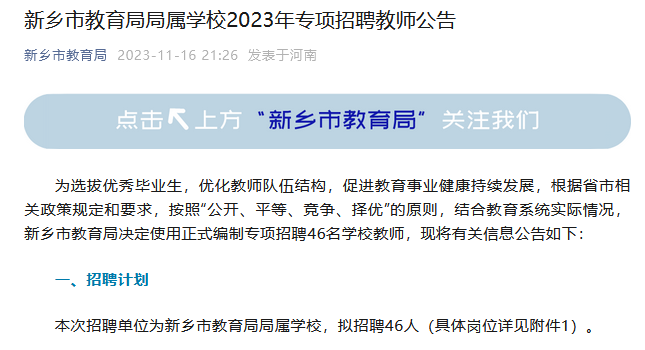 新乡市教育局局属学校2023年专项招聘教师公告
新乡市教育局 2023-11-16 21:26 发表于河南
点击↖上方“新乡市教育局”关注我们
为选拔优秀毕业生，优化教师队伍结构，促进教育事业健康持续发展，根据省市相
关政策规定和要求，按照“公开、平等、竞争、择优”的原则，结合教育系统实际情况，
新乡市教育局决定使用正式编制专项招聘46名学校教师，现将有关信息公告如下：
一、招聘计划
本次招聘单位为新乡市教育局局属学校，拟招聘46人（具体岗位详见附件1）。